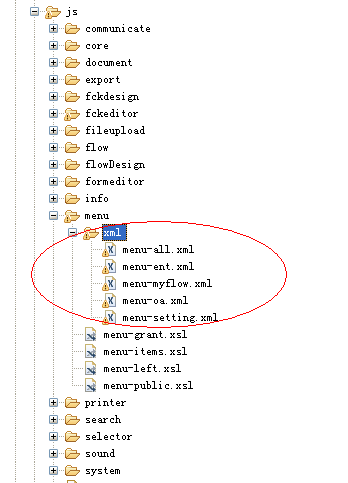 js
communicate
core
document
export
fckdesign
fckeditor
fileupload
flow
flowDesign
formeditor
info
menu
xml
menu-all.xml
menu-ent.xml
menu-myflow.xml
menu-oa.xml
menu-setting.xml
menu-grant.xsl
menu-items.xsl
menu-left.xsl
menu-public.xsl
printer
search
selector
sound
system